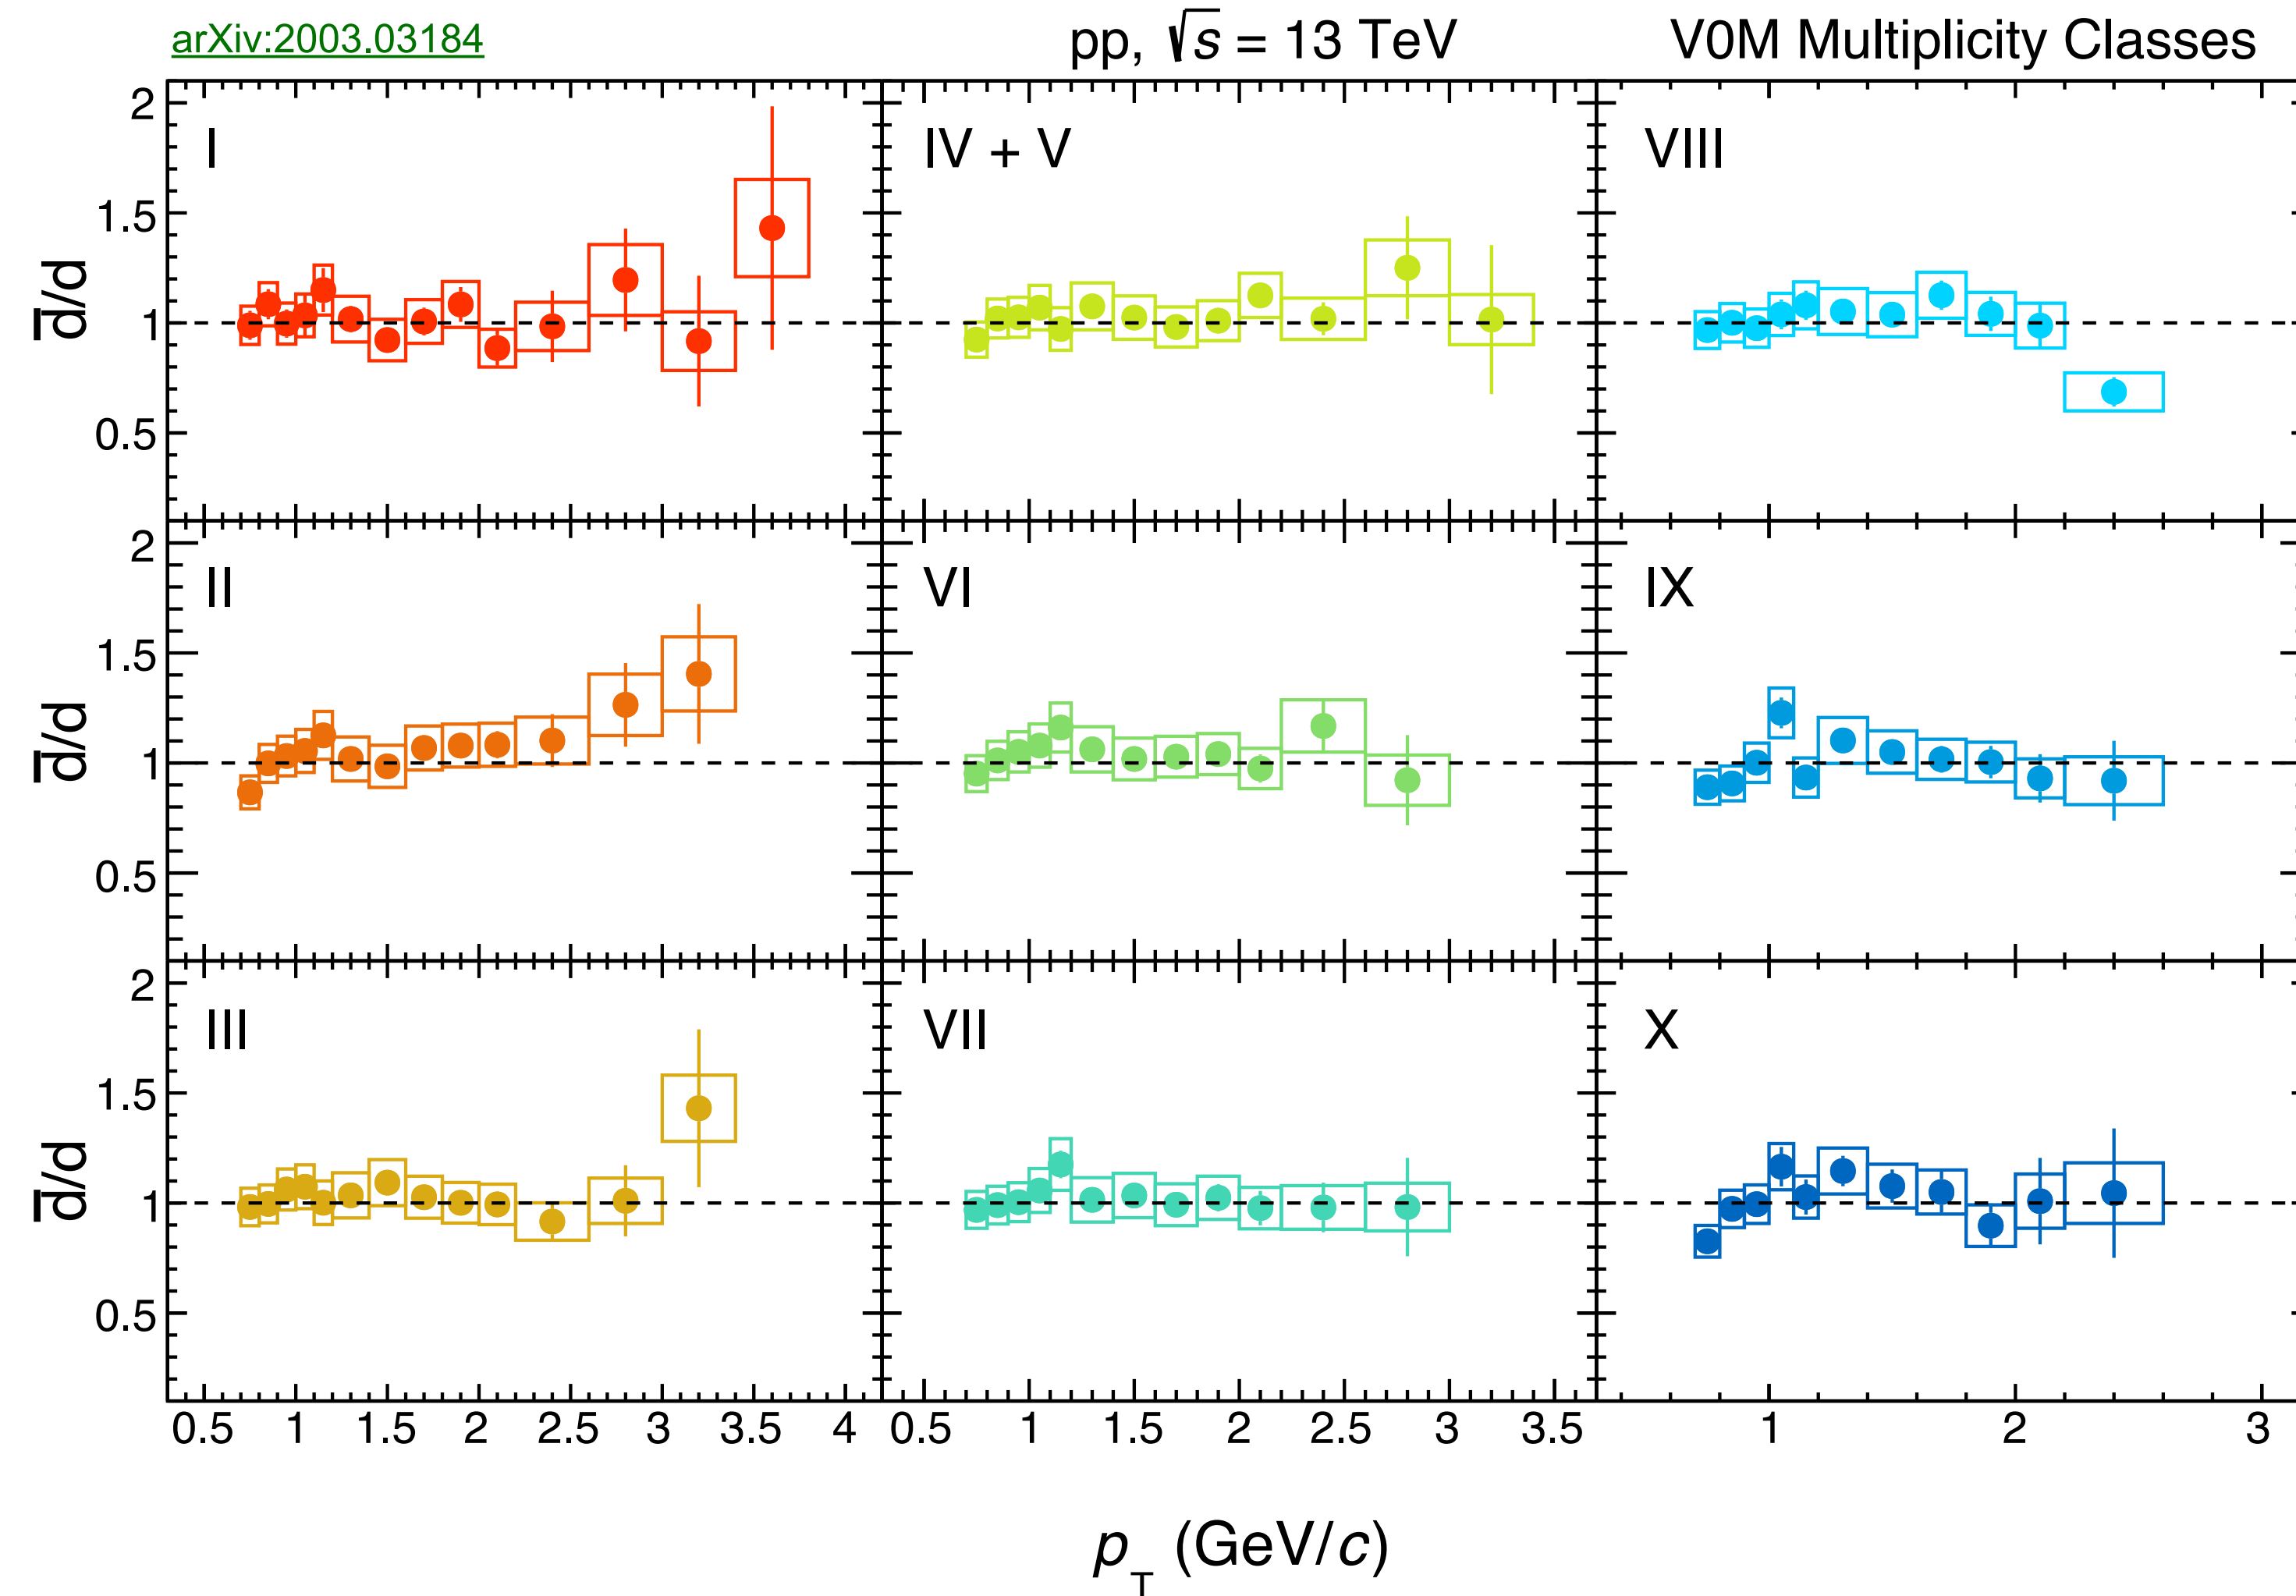 arXiv:2003.03184 pp, √s = 13 TeV V0M Multiplicity Classes
2 I IV + V VIII
1.5
d̅/d 1
0.5
2 II VI IX
1.5
d̅/d 1
0.5
2 III VII X
1.5
d̅/d 1
0.5
0.5 1 1.5 2 2.5 3 3.5 4 0.5 1 1.5 2 2.5 3 3.5 1 2 3
p_T (GeV/c)